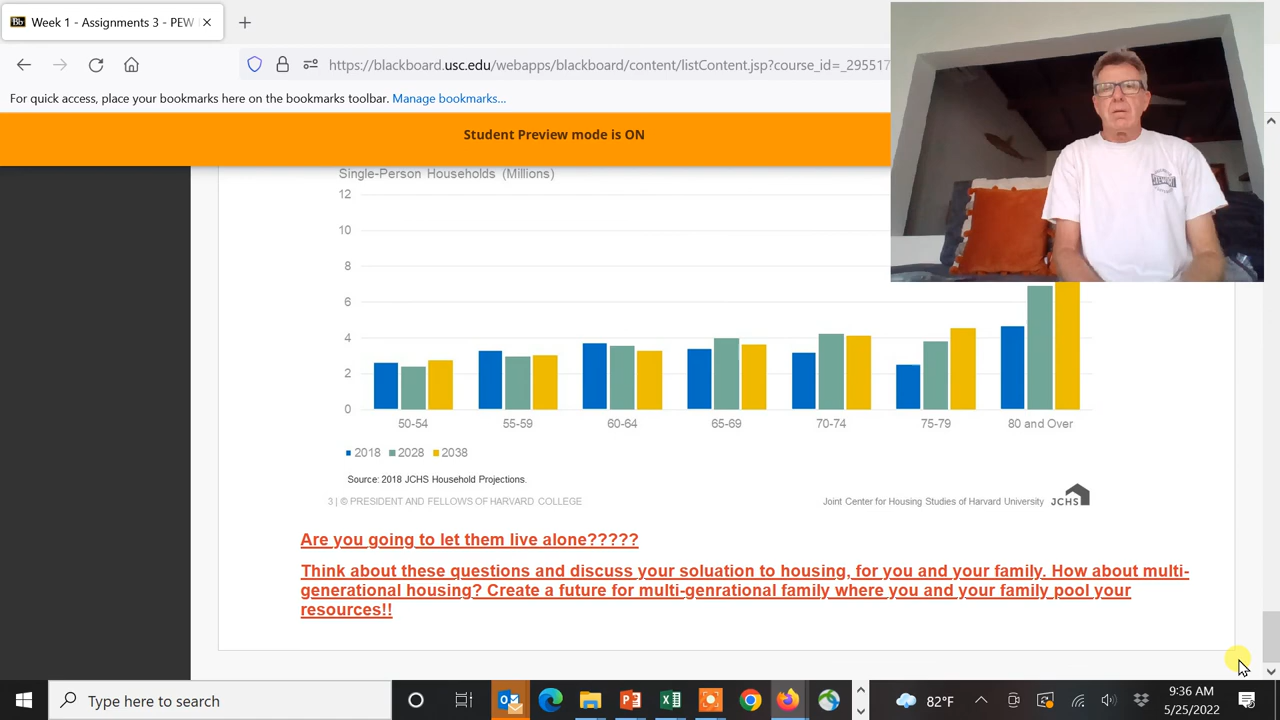 Week 1 - Assignments 3 - PEW
https://blackboard.usc.edu/webapps/blackboard/content/listContent.jsp?course_id=_295517
For quick access, place your bookmarks here on the bookmarks toolbar. Manage bookmarks...
Student Preview mode is ON
Single-Person Households (Millions)
12
10
8
6
4
2
0
50-54 55-59 60-64 65-69 70-74 75-79 80 and Over
2018 2028 2038
Source: 2018 JCHS Household Projections.
3 | © PRESIDENT AND FELLOWS OF HARVARD COLLEGE Joint Center for Housing Studies of Harvard University JCHS
Are you going to let them live alone?????
Think about these questions and discuss your soluation to housing, for you and your family. How about multi-
generational housing? Create a future for multi-genrational family where you and your family pool your
resources!!
Type here to search 82°F 9:36 AM
5/25/2022